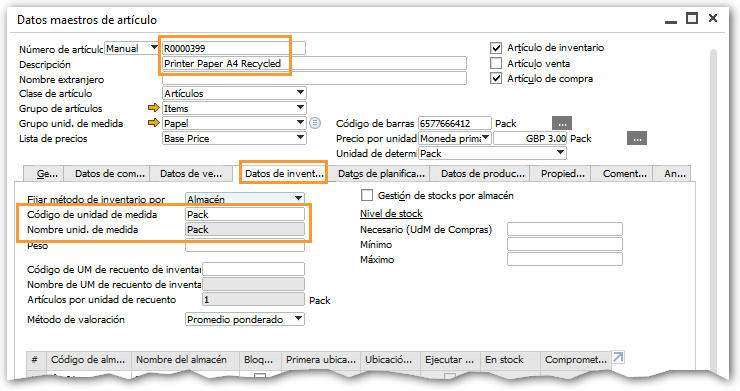 Datos maestros de artículo
Número de artículo Manual R0000399 Artículo de inventario
Descripción Printer Paper A4 Recycled Artículo venta
Nombre extranjero Artículo de compra
Clase de artículo Artículos
Grupo de artículos Items
Grupo unid. de medida Papel Código de barras 6577666412 Pack ...
Lista de precios Base Price Precio por unidad Moneda prima GBP 3.00 Pack ...
Unidad de determi Pack
Ge... Datos de com... Datos de ve... Datos de invent... Datos de planifica... Datos de produc... Propied... Coment... An...
Fijar método de inventario por Almacén Gestión de stocks por almacén
Código de unidad de medida Pack Nivel de stock
Nombre unid. de medida Pack Necesario (UdM de Compras)
Peso Mínimo
Máximo
Código de UM de recuento de inventar
Nombre de UM de recuento de inventa
Artículos por unidad de recuento 1 Pack
Método de valoración Promedio ponderado
# Código de alm... Nombre del almacén Bloq... Primera ubica... Ubicació... Ejecutar ... En stock Compromet...